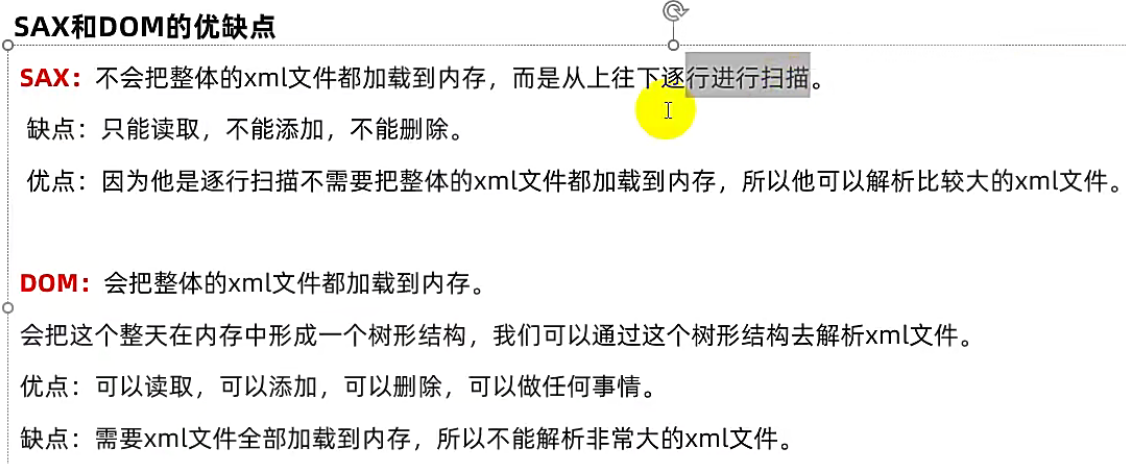 SAX和DOM的优缺点
SAX：不会把整体的xml文件都加载到内存，而是从上往下逐行进行扫描。
缺点：只能读取，不能添加，不能删除。
优点：因为他是逐行扫描不需要把整体的xml文件都加载到内存，所以他可以解析比较大的xml文件。
DOM：会把整体的xml文件都加载到内存。
会把这个整天在内存中形成一个树形结构，我们可以通过这个树形结构去解析xml文件。
优点：可以读取，可以添加，可以删除，可以做任何事情。
缺点：需要xml文件全部加载到内存，所以不能解析非常大的xml文件。